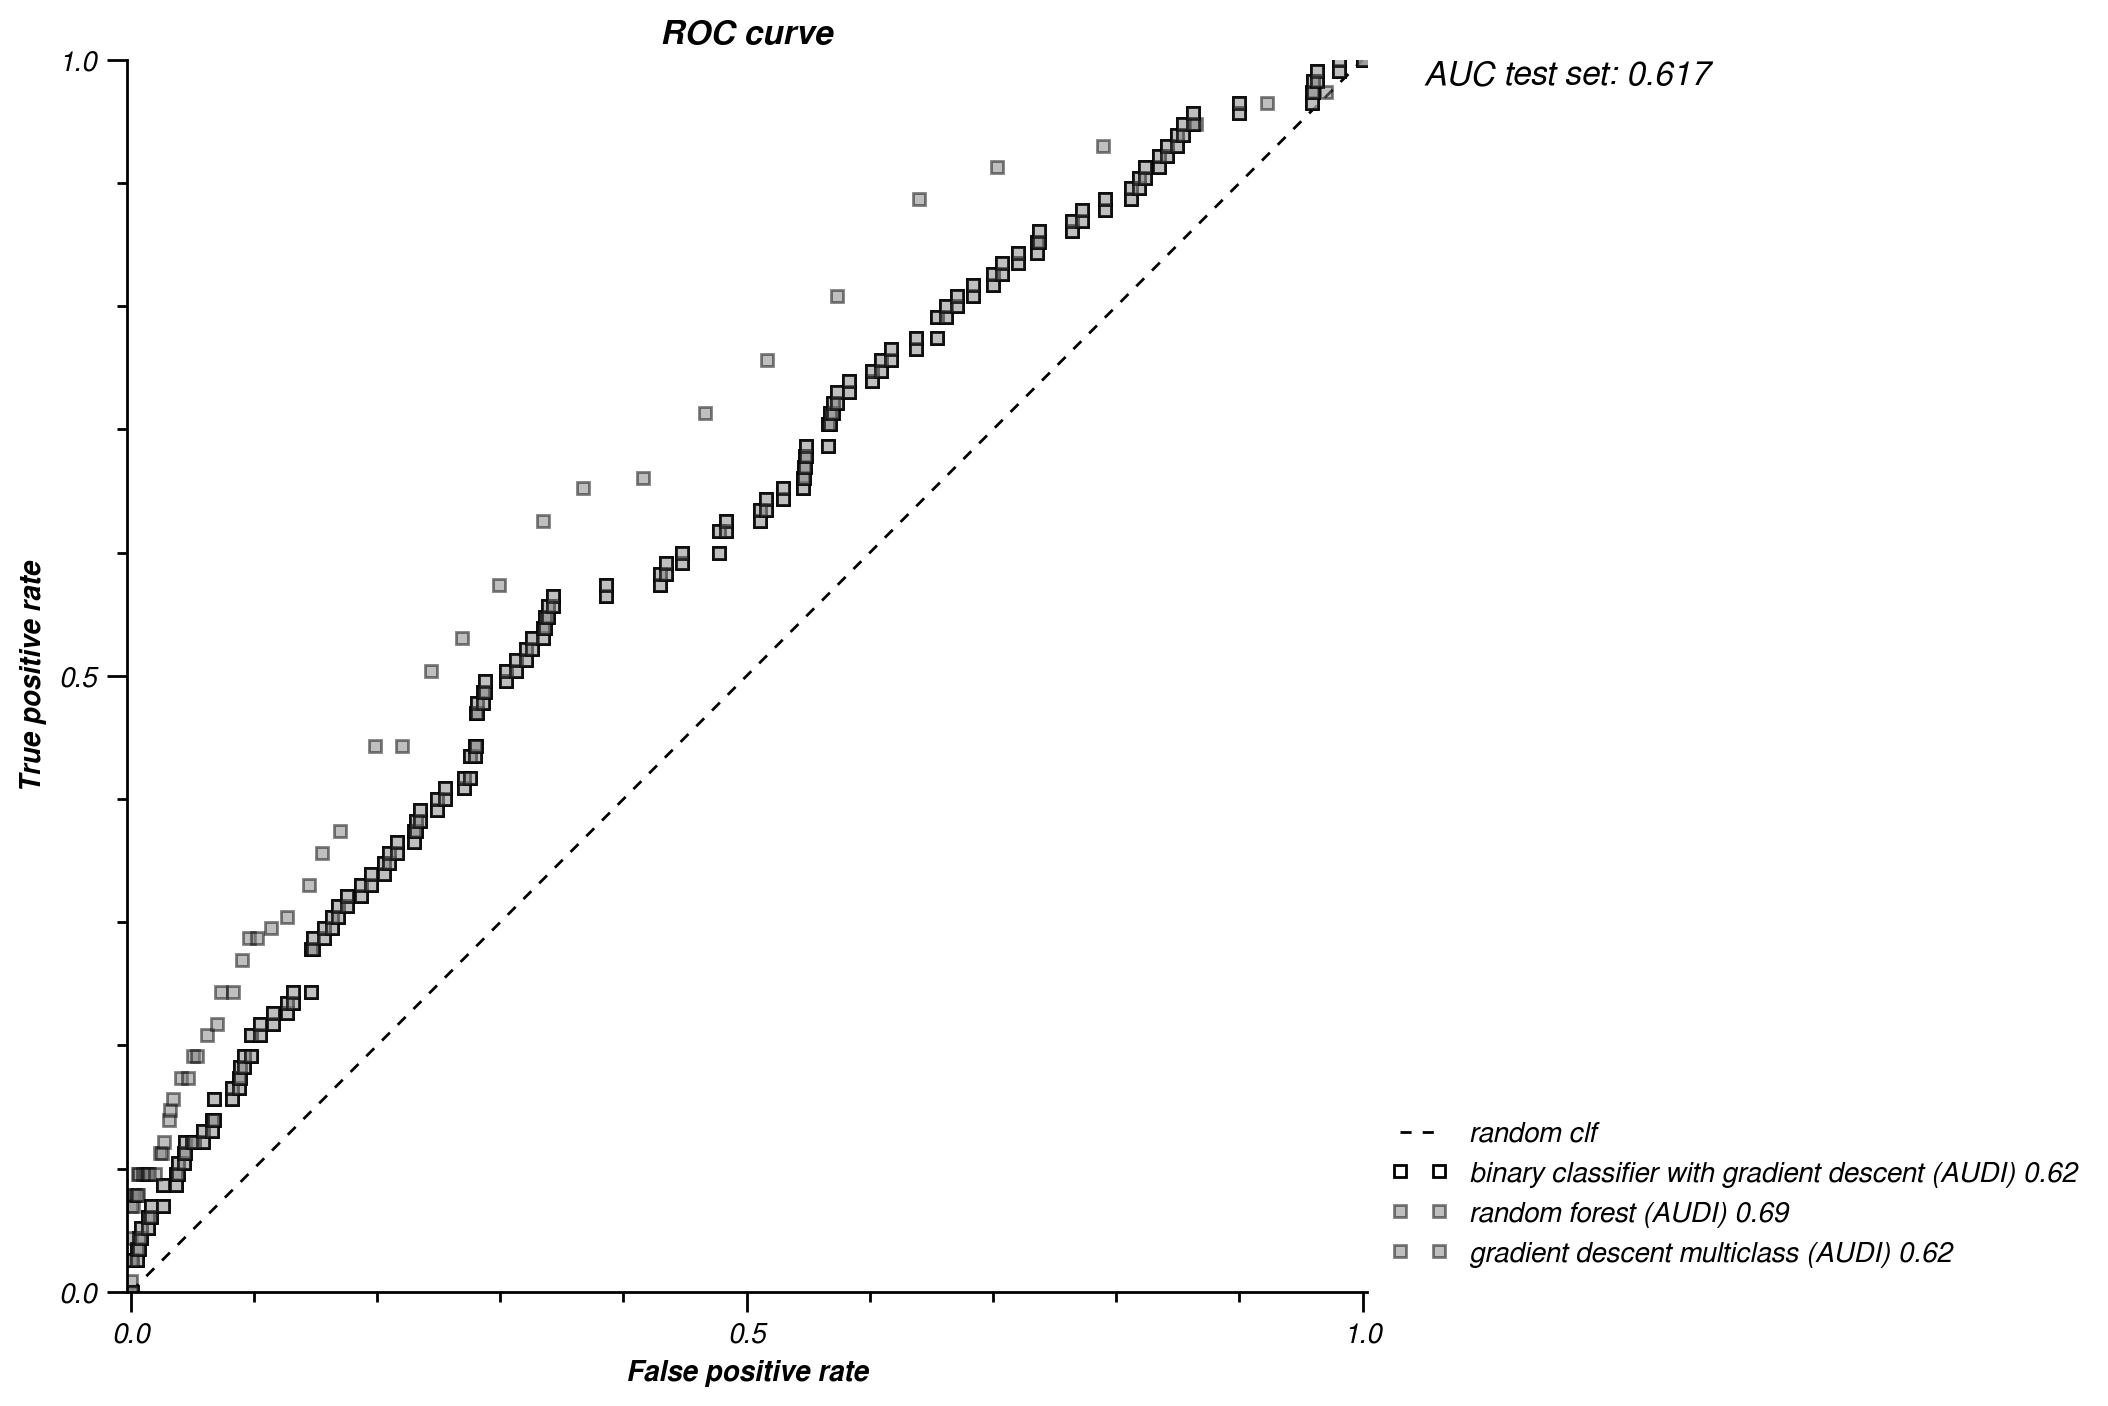 ROC curve
AUC test set: 0.617
1.0
0.5
0.0
True positive rate
0.0
0.5
1.0
False positive rate
random clf
binary classifier with gradient descent (AUDI) 0.62
random forest (AUDI) 0.69
gradient descent multiclass (AUDI) 0.62